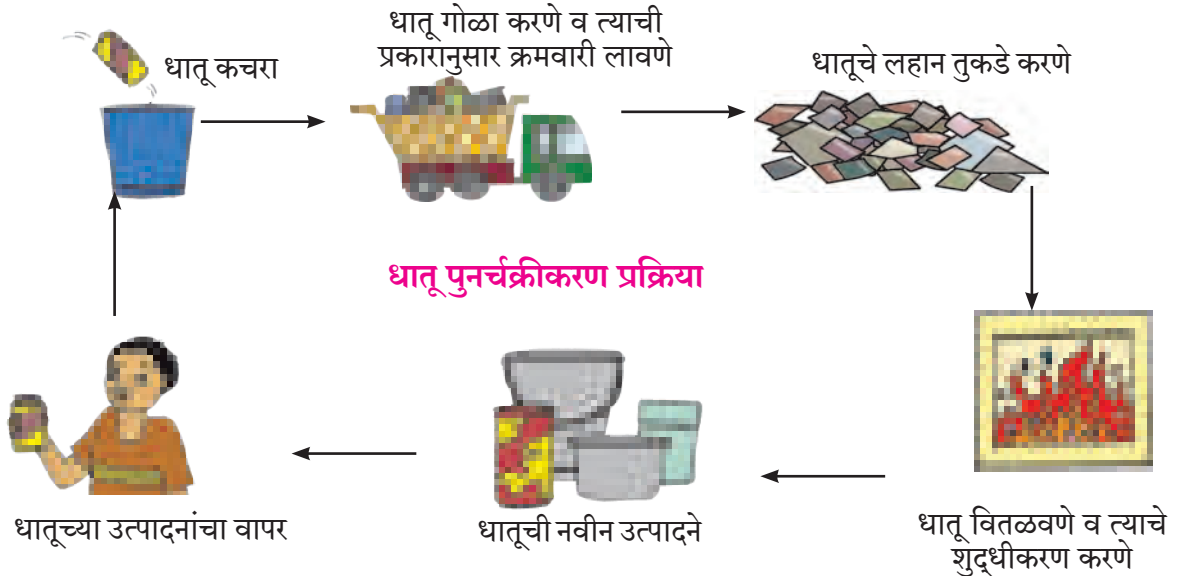 धातू कचरा
धातू गोळा करणे व त्याची
प्रकारानुसार क्रमवारी लावणे
धातूचे लहान तुकडे करणे
धातू पुनर्चक्रीकरण प्रक्रिया
धातू वितळवणे व त्याचे
शुद्धीकरण करणे
धातूची नवीन उत्पादने
धातूच्या उत्पादनांचा वापर